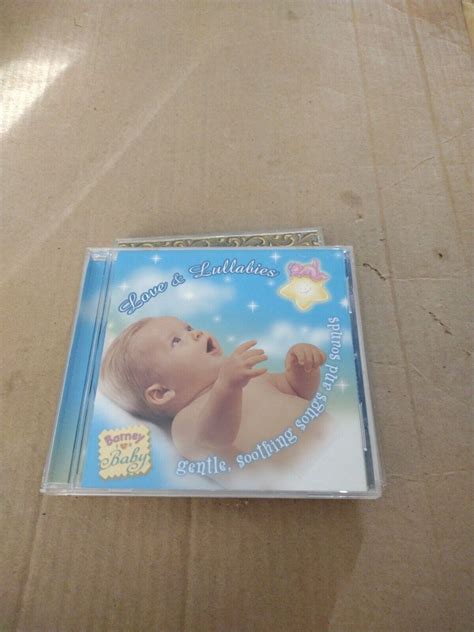 Love & Lullabies
gentle, soothing songs and sounds
Barney
Baby